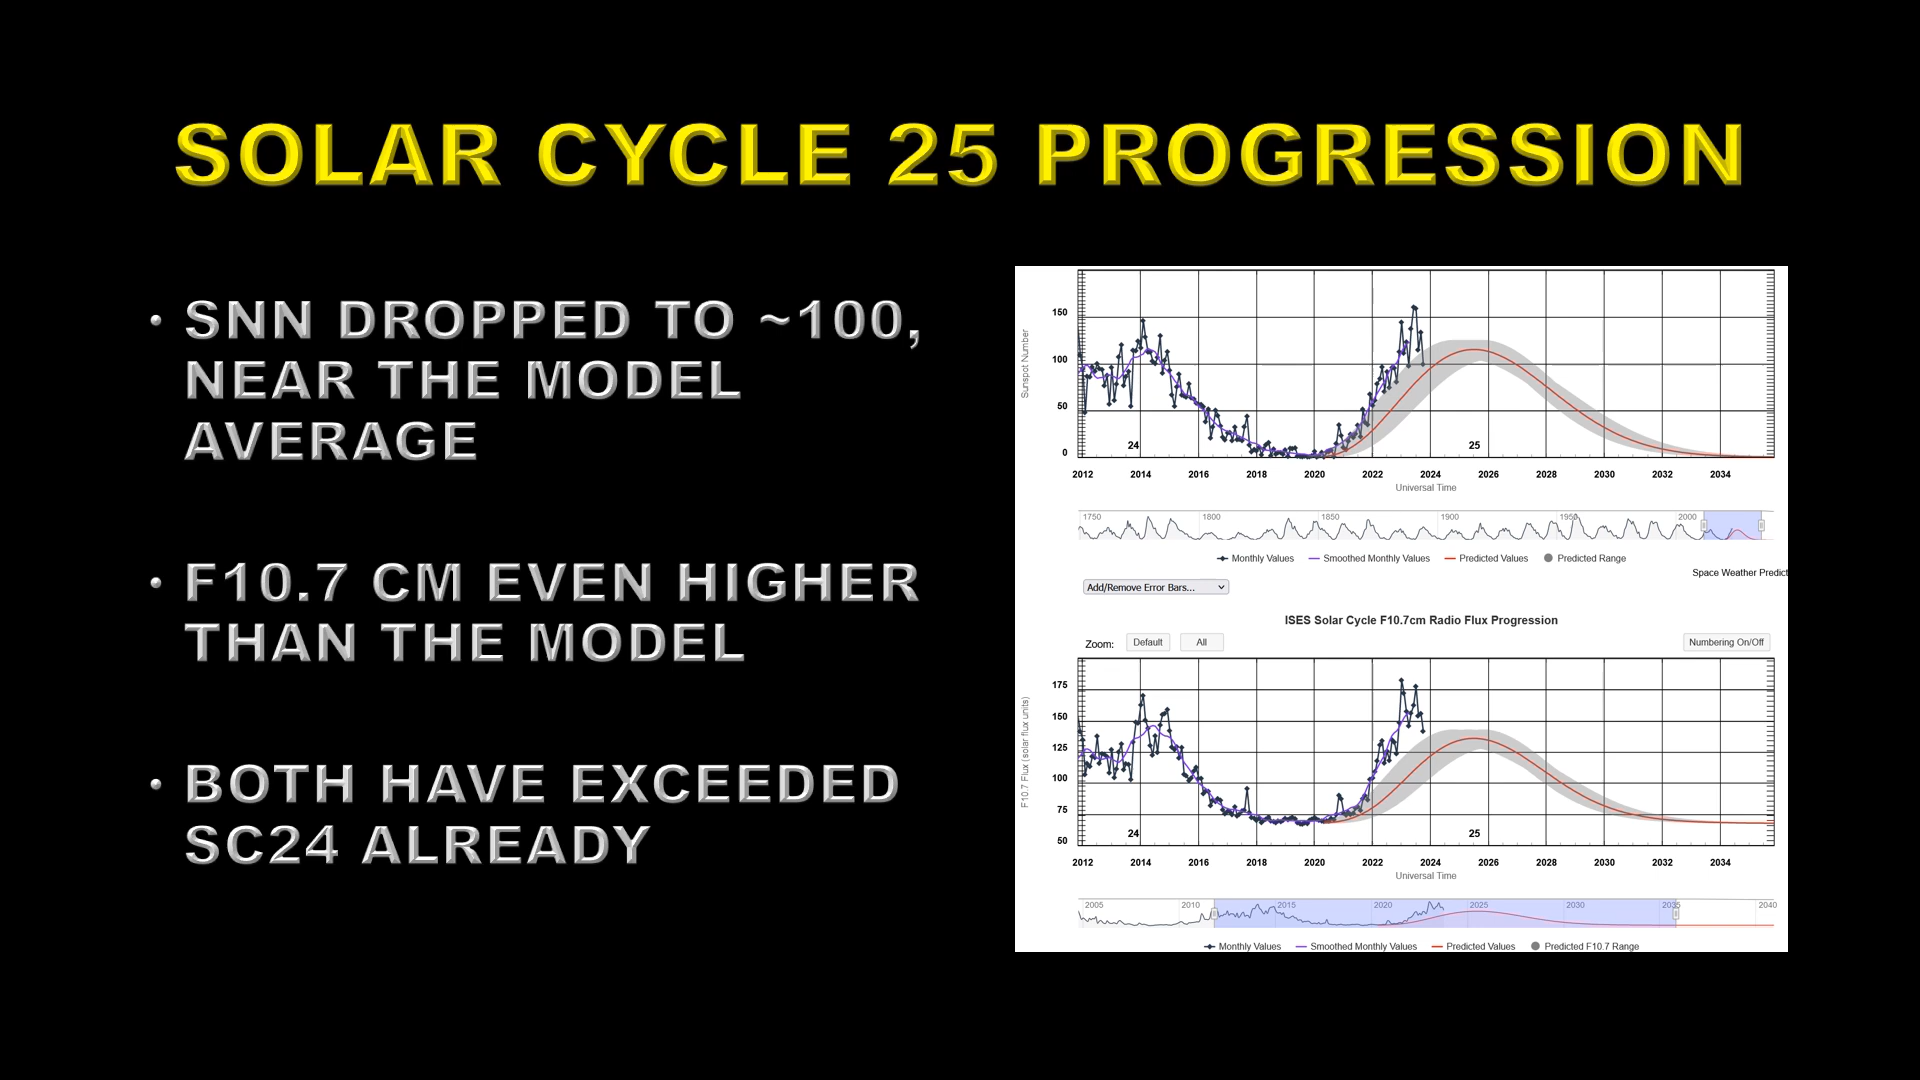 SOLAR CYCLE 25 PROGRESSION
• SNN DROPPED TO ~100,
NEAR THE MODEL
AVERAGE
• F10.7 CM EVEN HIGHER
THAN THE MODEL
• BOTH HAVE EXCEEDED
SC24 ALREADY
Sunspot Number
150
100
50
0
24
25
2012 2014 2016 2018 2020 2022 2024 2026 2028 2030 2032 2034
Universal Time
1750 1800 1850 1900 1950 2000
Monthly Values Smoothed Monthly Values Predicted Values Predicted Range
Space Weather Predict
Add/Remove Error Bars...
ISES Solar Cycle F10.7cm Radio Flux Progression
Zoom: Default All Numbering On/Off
F10.7 Flux (solar flux units)
175
150
125
100
75
50
24
25
2012 2014 2016 2018 2020 2022 2024 2026 2028 2030 2032 2034
Universal Time
2005 2010 2015 2020 2025 2030 2035 2040
Monthly Values Smoothed Monthly Values Predicted Values Predicted F10.7 Range